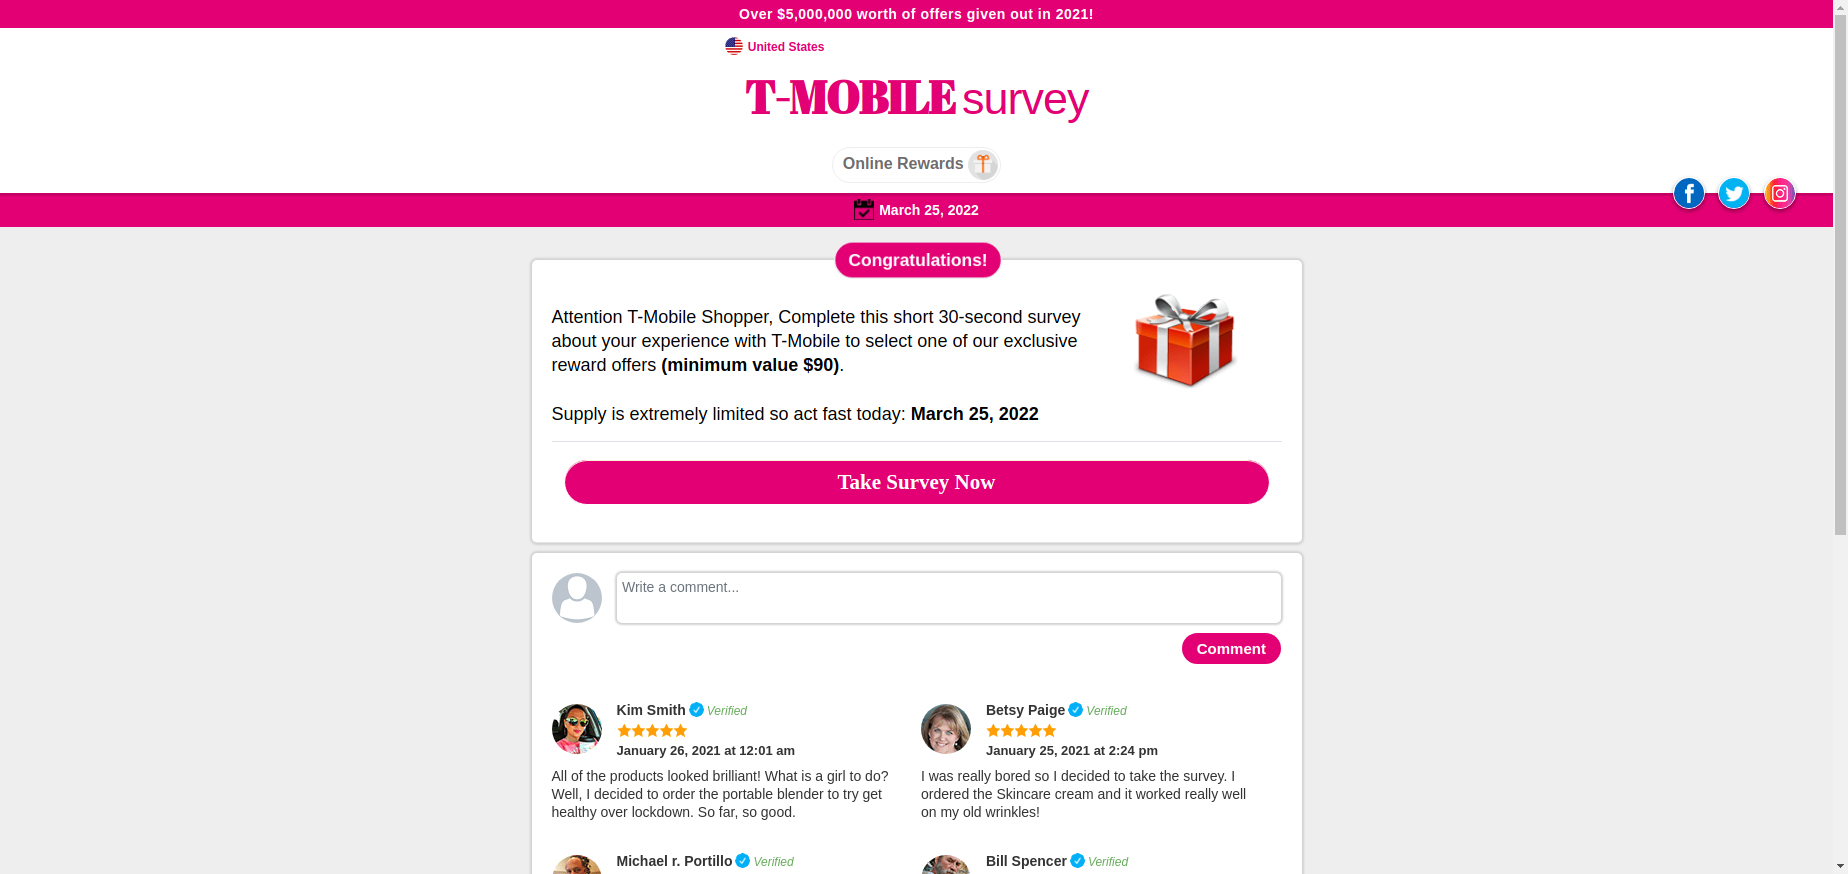 Over $5,000,000 worth of offers given out in 2021!
United States
T-MOBILE survey
Online Rewards
March 25, 2022
Congratulations!
Attention T-Mobile Shopper, Complete this short 30-second survey
about your experience with T-Mobile to select one of our exclusive
reward offers (minimum value $90).
Supply is extremely limited so act fast today: March 25, 2022
Take Survey Now
Write a comment...
Comment
Kim Smith Verified
January 26, 2021 at 12:01 am
All of the products looked brilliant! What is a girl to do?
Well, I decided to order the portable blender to try get
healthy over lockdown. So far, so good.
Betsy Paige Verified
January 25, 2021 at 2:24 pm
I was really bored so I decided to take the survey. I
ordered the Skincare cream and it worked really well
on my old wrinkles!
Michael r. Portillo Verified
Bill Spencer Verified